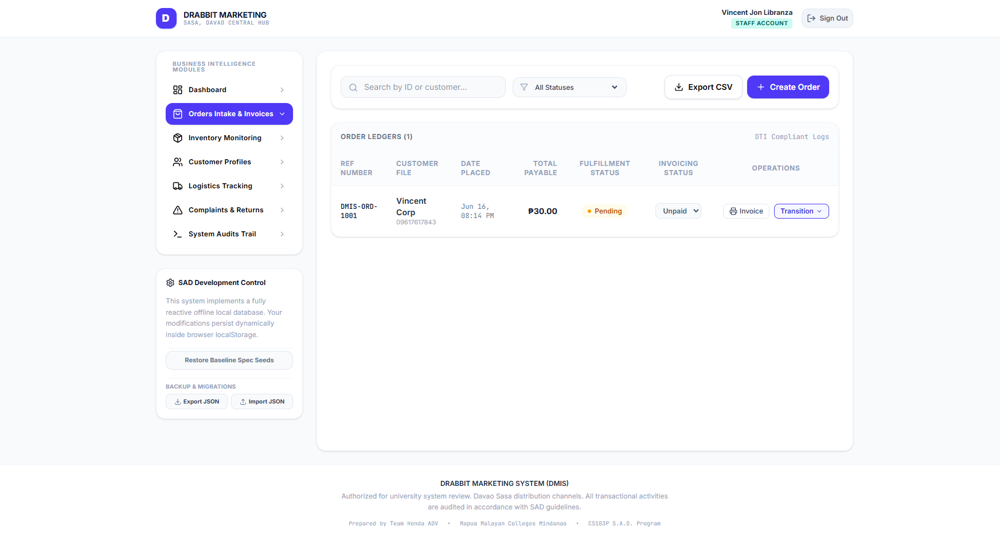 D
DRABBIT MARKETING
SASA, DAVAO CENTRAL HUB
Vincent Jon Libranza
STAFF ACCOUNT
Sign Out
BUSINESS INTELLIGENCE
MODULES
Dashboard
Orders Intake & Invoices
Inventory Monitoring
Customer Profiles
Logistics Tracking
Complaints & Returns
System Audits Trail
SAD Development Control
This system implements a fully
reactive offline local database. Your
modifications persist dynamically
inside browser localStorage.
Restore Baseline Spec Seeds
BACKUP & MIGRATIONS
Export JSON
Import JSON
Search by ID or customer...
All Statuses
Export CSV
Create Order
ORDER LEDGERS (1)
DTI Compliant Logs
REF
NUMBER
CUSTOMER
FILE
DATE
PLACED
TOTAL
PAYABLE
FULFILLMENT
STATUS
INVOICING
STATUS
OPERATIONS
DMIS-ORD-
1001
Vincent
Corp
09617617843
Jun 16,
08:14 PM
₱30.00
Pending
Unpaid
Invoice
Transition
DRABBIT MARKETING SYSTEM (DMIS)
Authorized for university system review. Davao Sasa distribution channels. All transactional activities
are audited in accordance with SAD guidelines.
Prepared by Team Honda ADV • Mapua Malayan Colleges Mindanao • CS103P S.A.D. Program